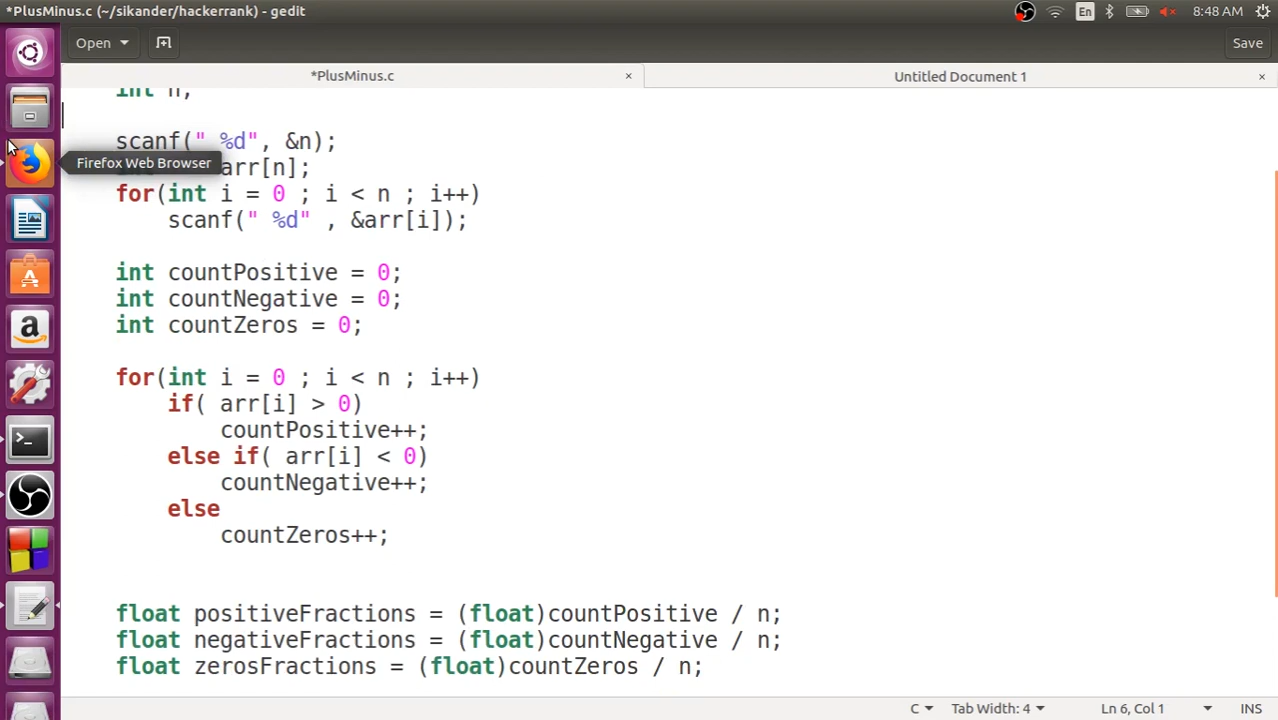 *PlusMinus.c (~/sikander/hackerrank) - gedit
En
8:48 AM
Open
Save
*PlusMinus.c ×
Untitled Document 1 ×
int n;
scanf(" %d", &n);
Firefox Web Browser
arr[n];
for(int i = 0 ; i < n ; i++)
scanf(" %d" , &arr[i]);
int countPositive = 0;
int countNegative = 0;
int countZeros = 0;
for(int i = 0 ; i < n ; i++)
if( arr[i] > 0)
countPositive++;
else if( arr[i] < 0)
countNegative++;
else
countZeros++;
float positiveFractions = (float)countPositive / n;
float negativeFractions = (float)countNegative / n;
float zerosFractions = (float)countZeros / n;
C
Tab Width: 4
Ln 6, Col 1
INS